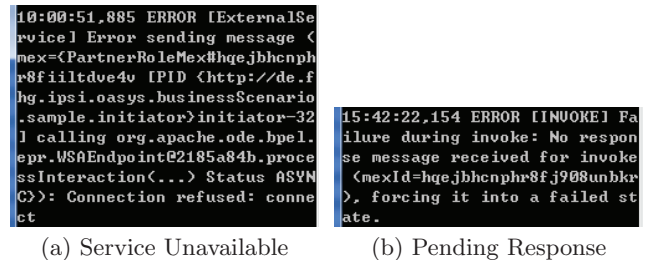 10:00:51,885 ERROR [ExternalSe
rvice] Error sending message (
mex={PartnerRoleMex#hqejbhcnph
r8fiiltdve4v [PID {http://de.f
hg.ipsi.oasys.businessScenario
.sample.initiator}initiator-32
] calling org.apache.ode.bpel.
epr.WSAEndpoint@2185a84b.proce
ssInteraction(...) Status ASYN
C}): Connection refused: conne
ct
(a) Service Unavailable
15:42:22,154 ERROR [INVOKE] Fa
ilure during invoke: No respon
se message received for invoke
(mexId=hqejbhcnphr8fj908unbkr
), forcing it into a failed st
ate.
(b) Pending Response